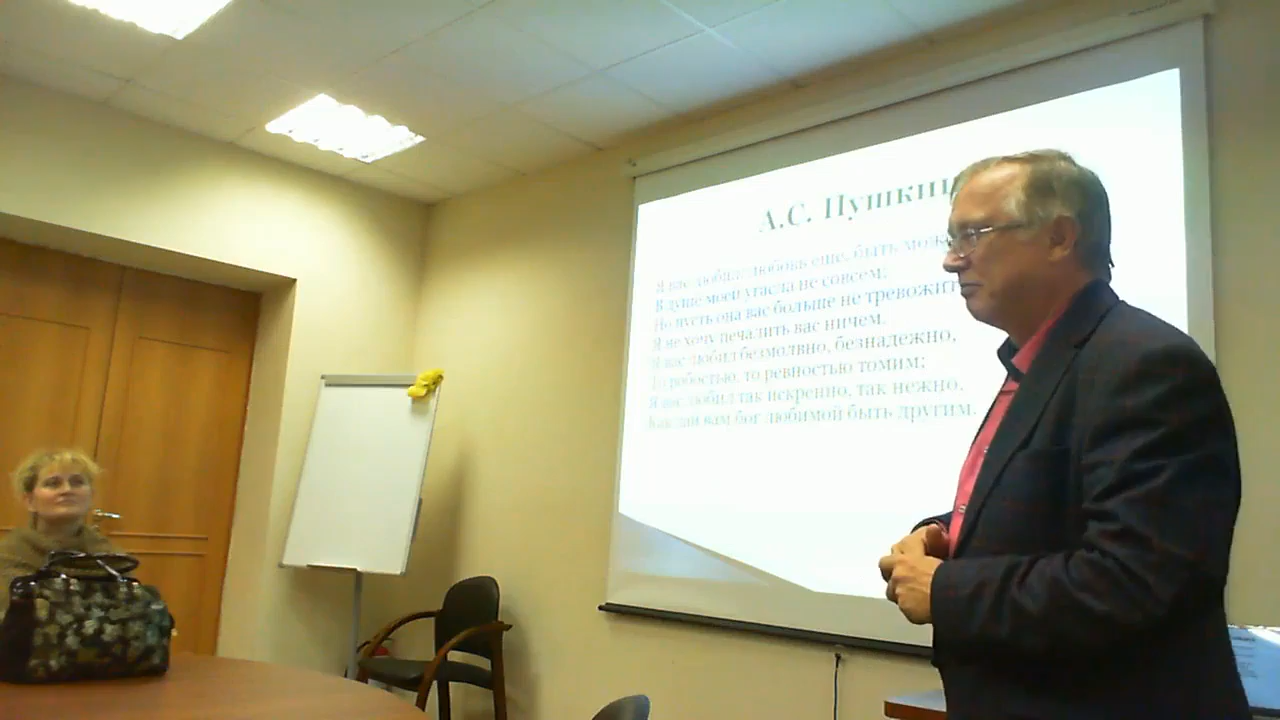 А.С. Пушкин
Я вас любил: любовь еще, быть може
В душе моей угасла не совсем;
Но пусть она вас больше не тревожит
Я не хочу печалить вас ничем.
Я вас любил безмолвно, безнадежно,
То робостью, то ревностью томим;
Я вас любил так искренно, так нежно,
Как дай вам бог любимой быть другим.